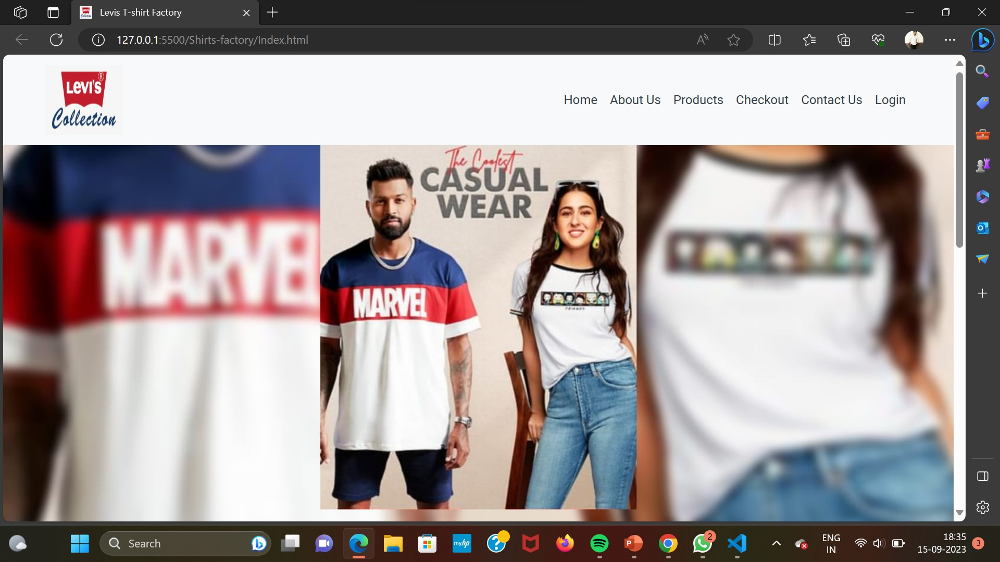 Levis T-shirt Factory
127.0.0.1:5500/Shirts-factory/Index.html
LEVI'S®
Collection
Home About Us Products Checkout Contact Us Login
The Coolest
CASUAL
WEAR
MARVEL
MARVEL
FRIENDS
Search
myhp
2
ENG
IN
18:35
15-09-2023
3